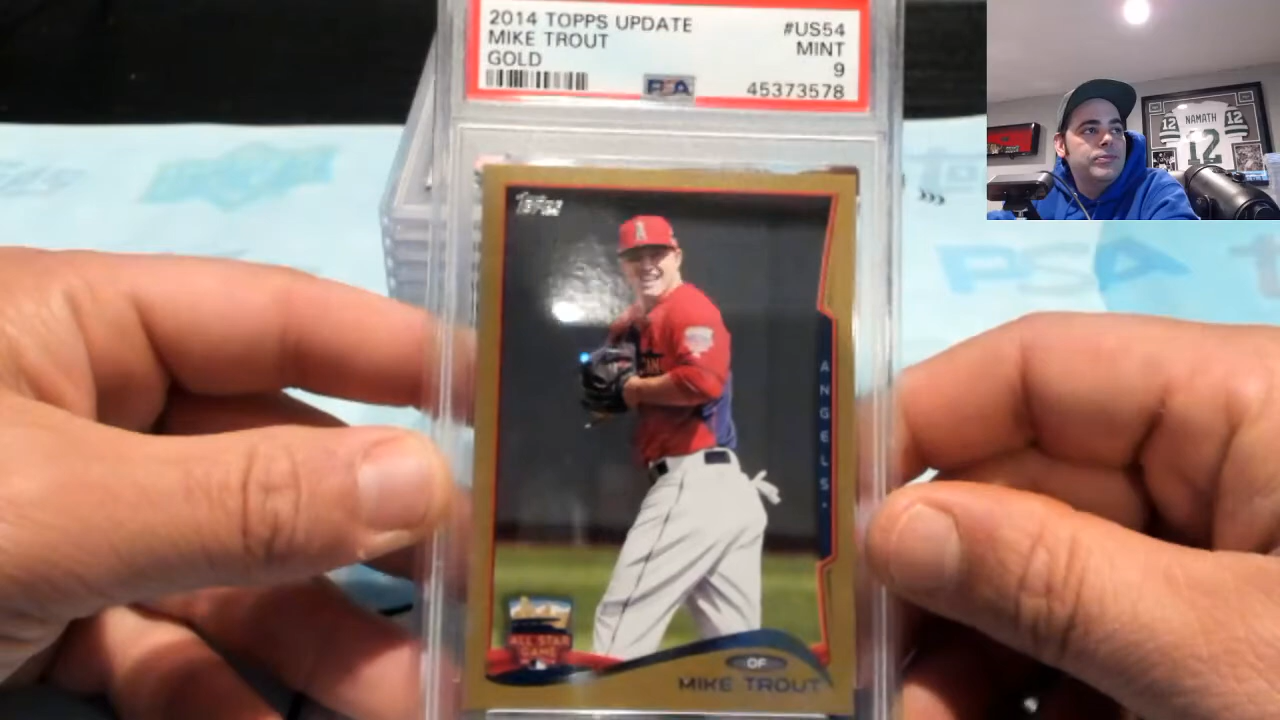 2014 TOPPS UPDATE #US54
MIKE TROUT MINT
GOLD 9
PSA 45373578
Topps
ANGELS
ALL STAR
GAME
OF
MIKE TROUT
PSA
NAMATH
12 12
12